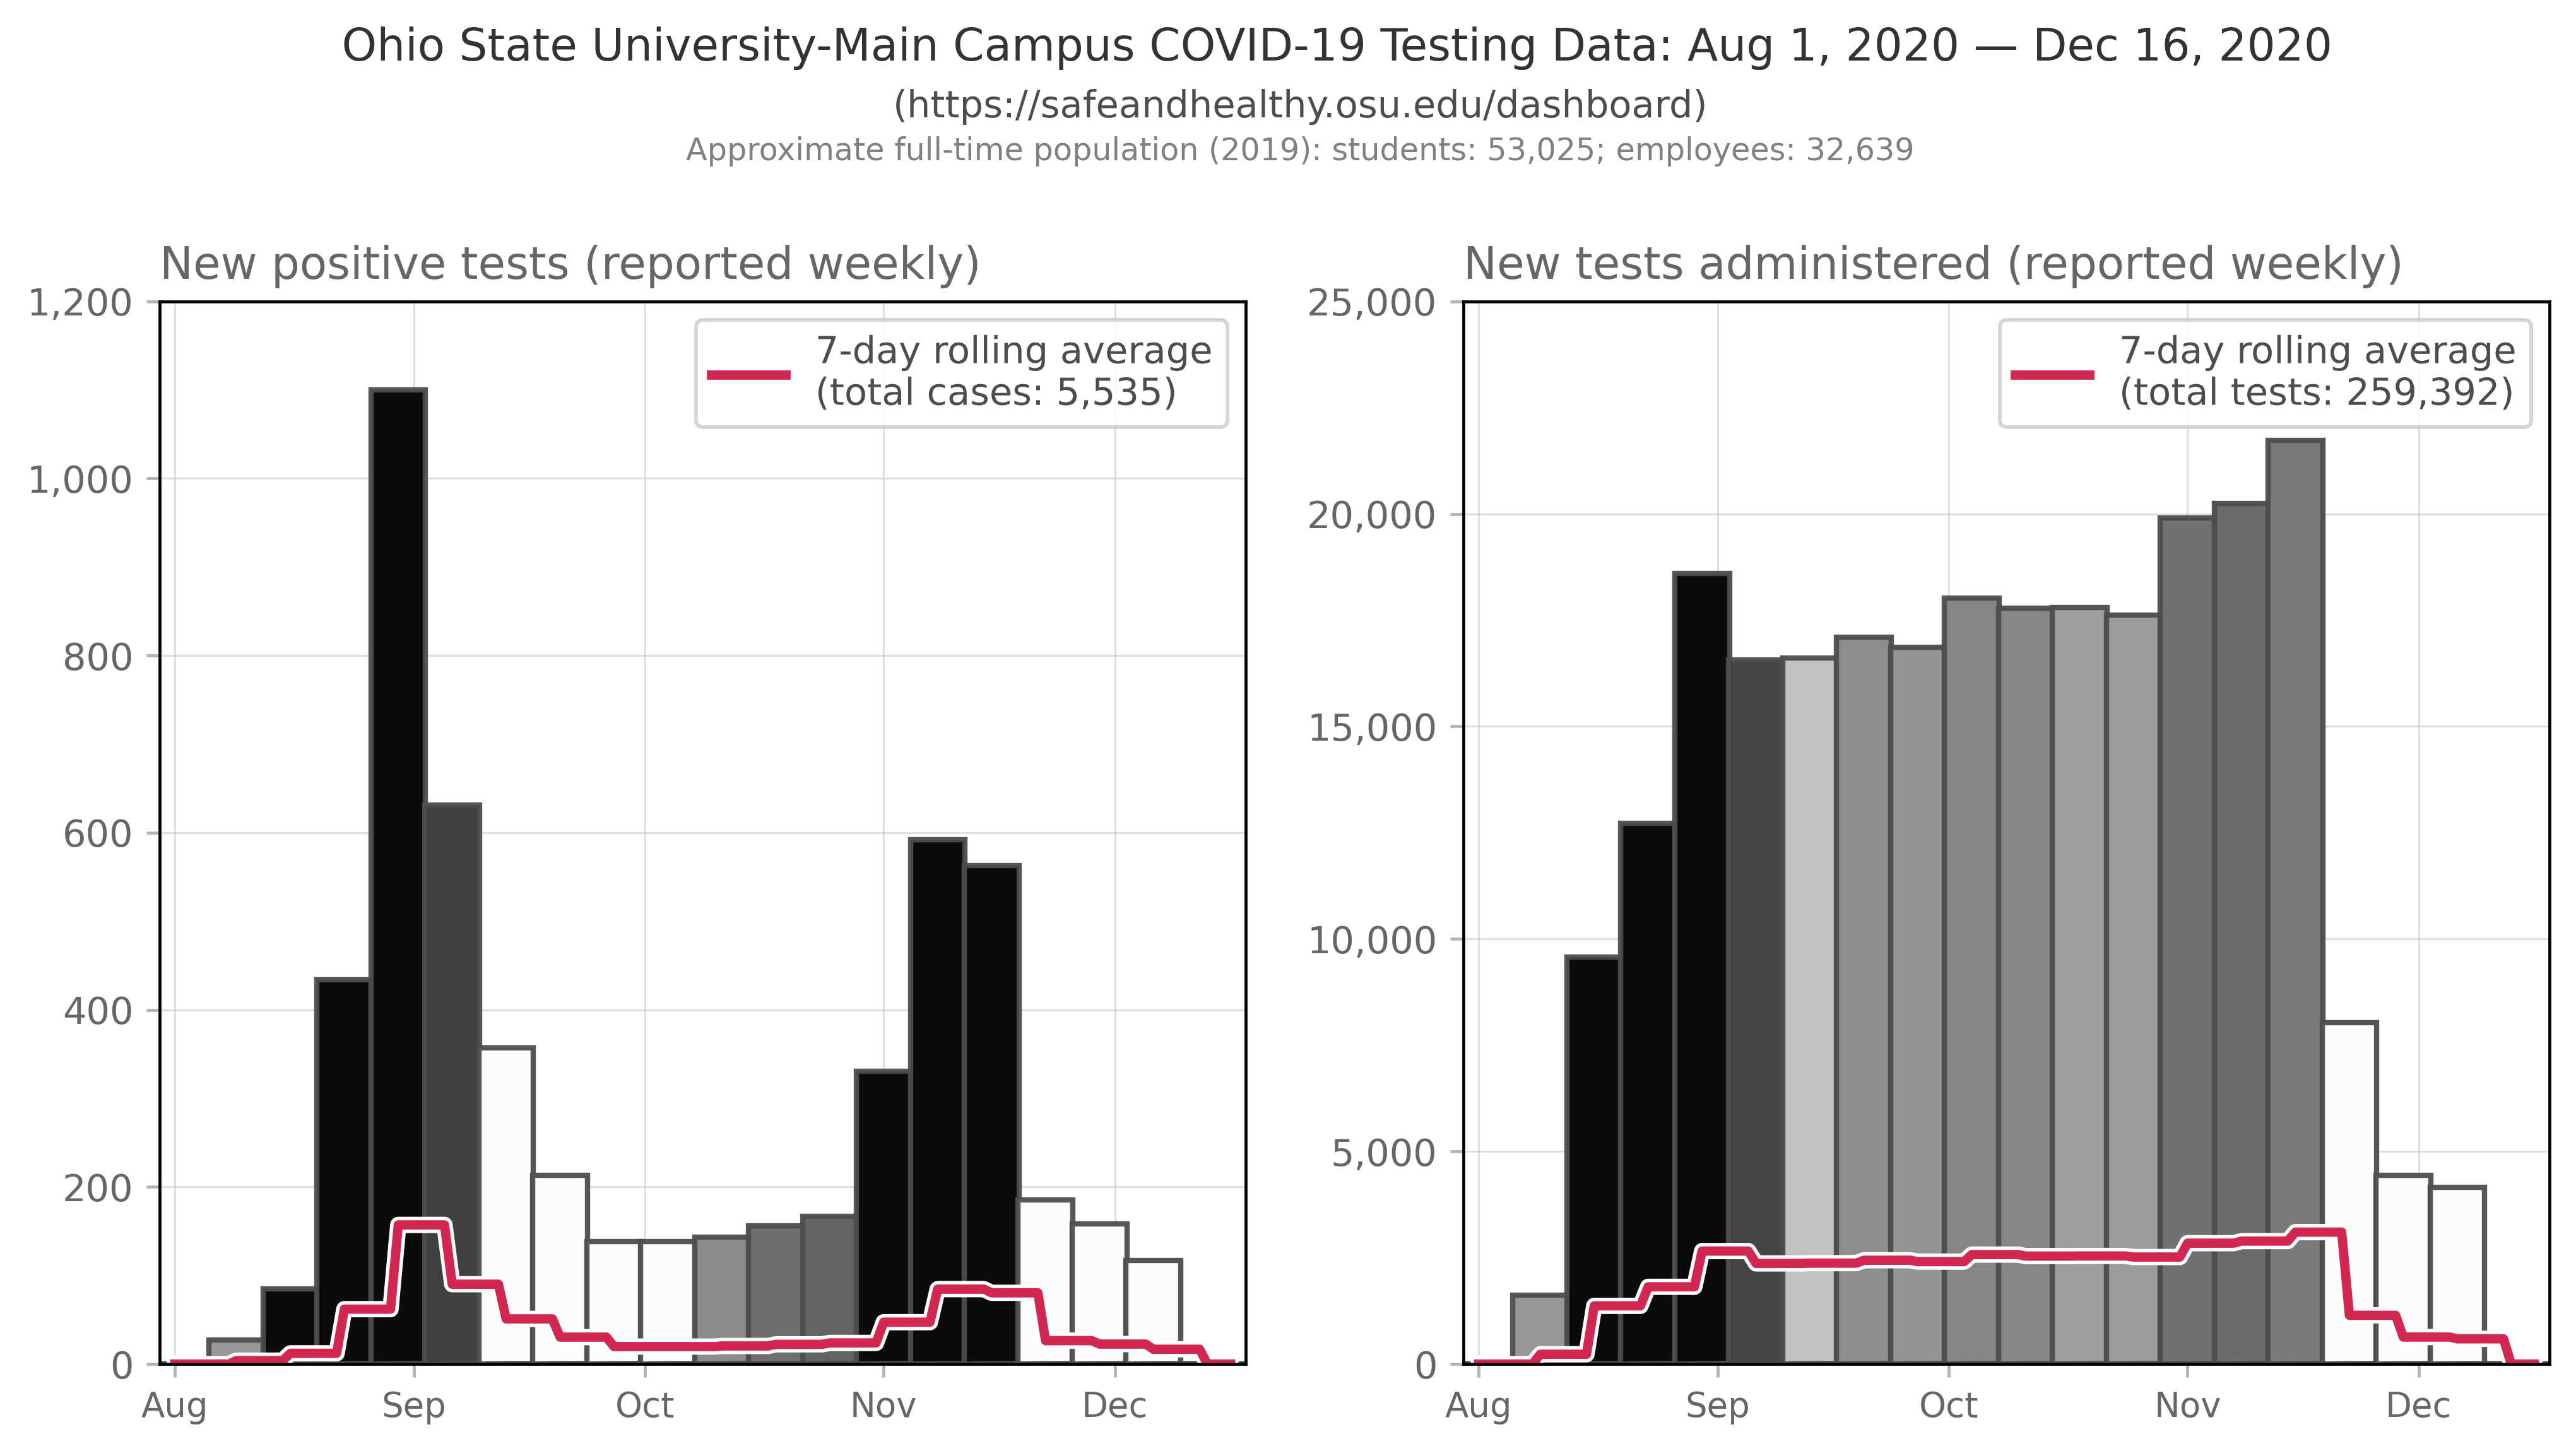 Ohio State University-Main Campus COVID-19 Testing Data: Aug 1, 2020 — Dec 16, 2020
(https://safeandhealthy.osu.edu/dashboard)
Approximate full-time population (2019): students: 53,025; employees: 32,639
New positive tests (reported weekly)
1,200
1,000
800
600
400
200
0
7-day rolling average
(total cases: 5,535)
Aug
Sep
Oct
Nov
Dec
New tests administered (reported weekly)
25,000
20,000
15,000
10,000
5,000
0
7-day rolling average
(total tests: 259,392)
Aug
Sep
Oct
Nov
Dec